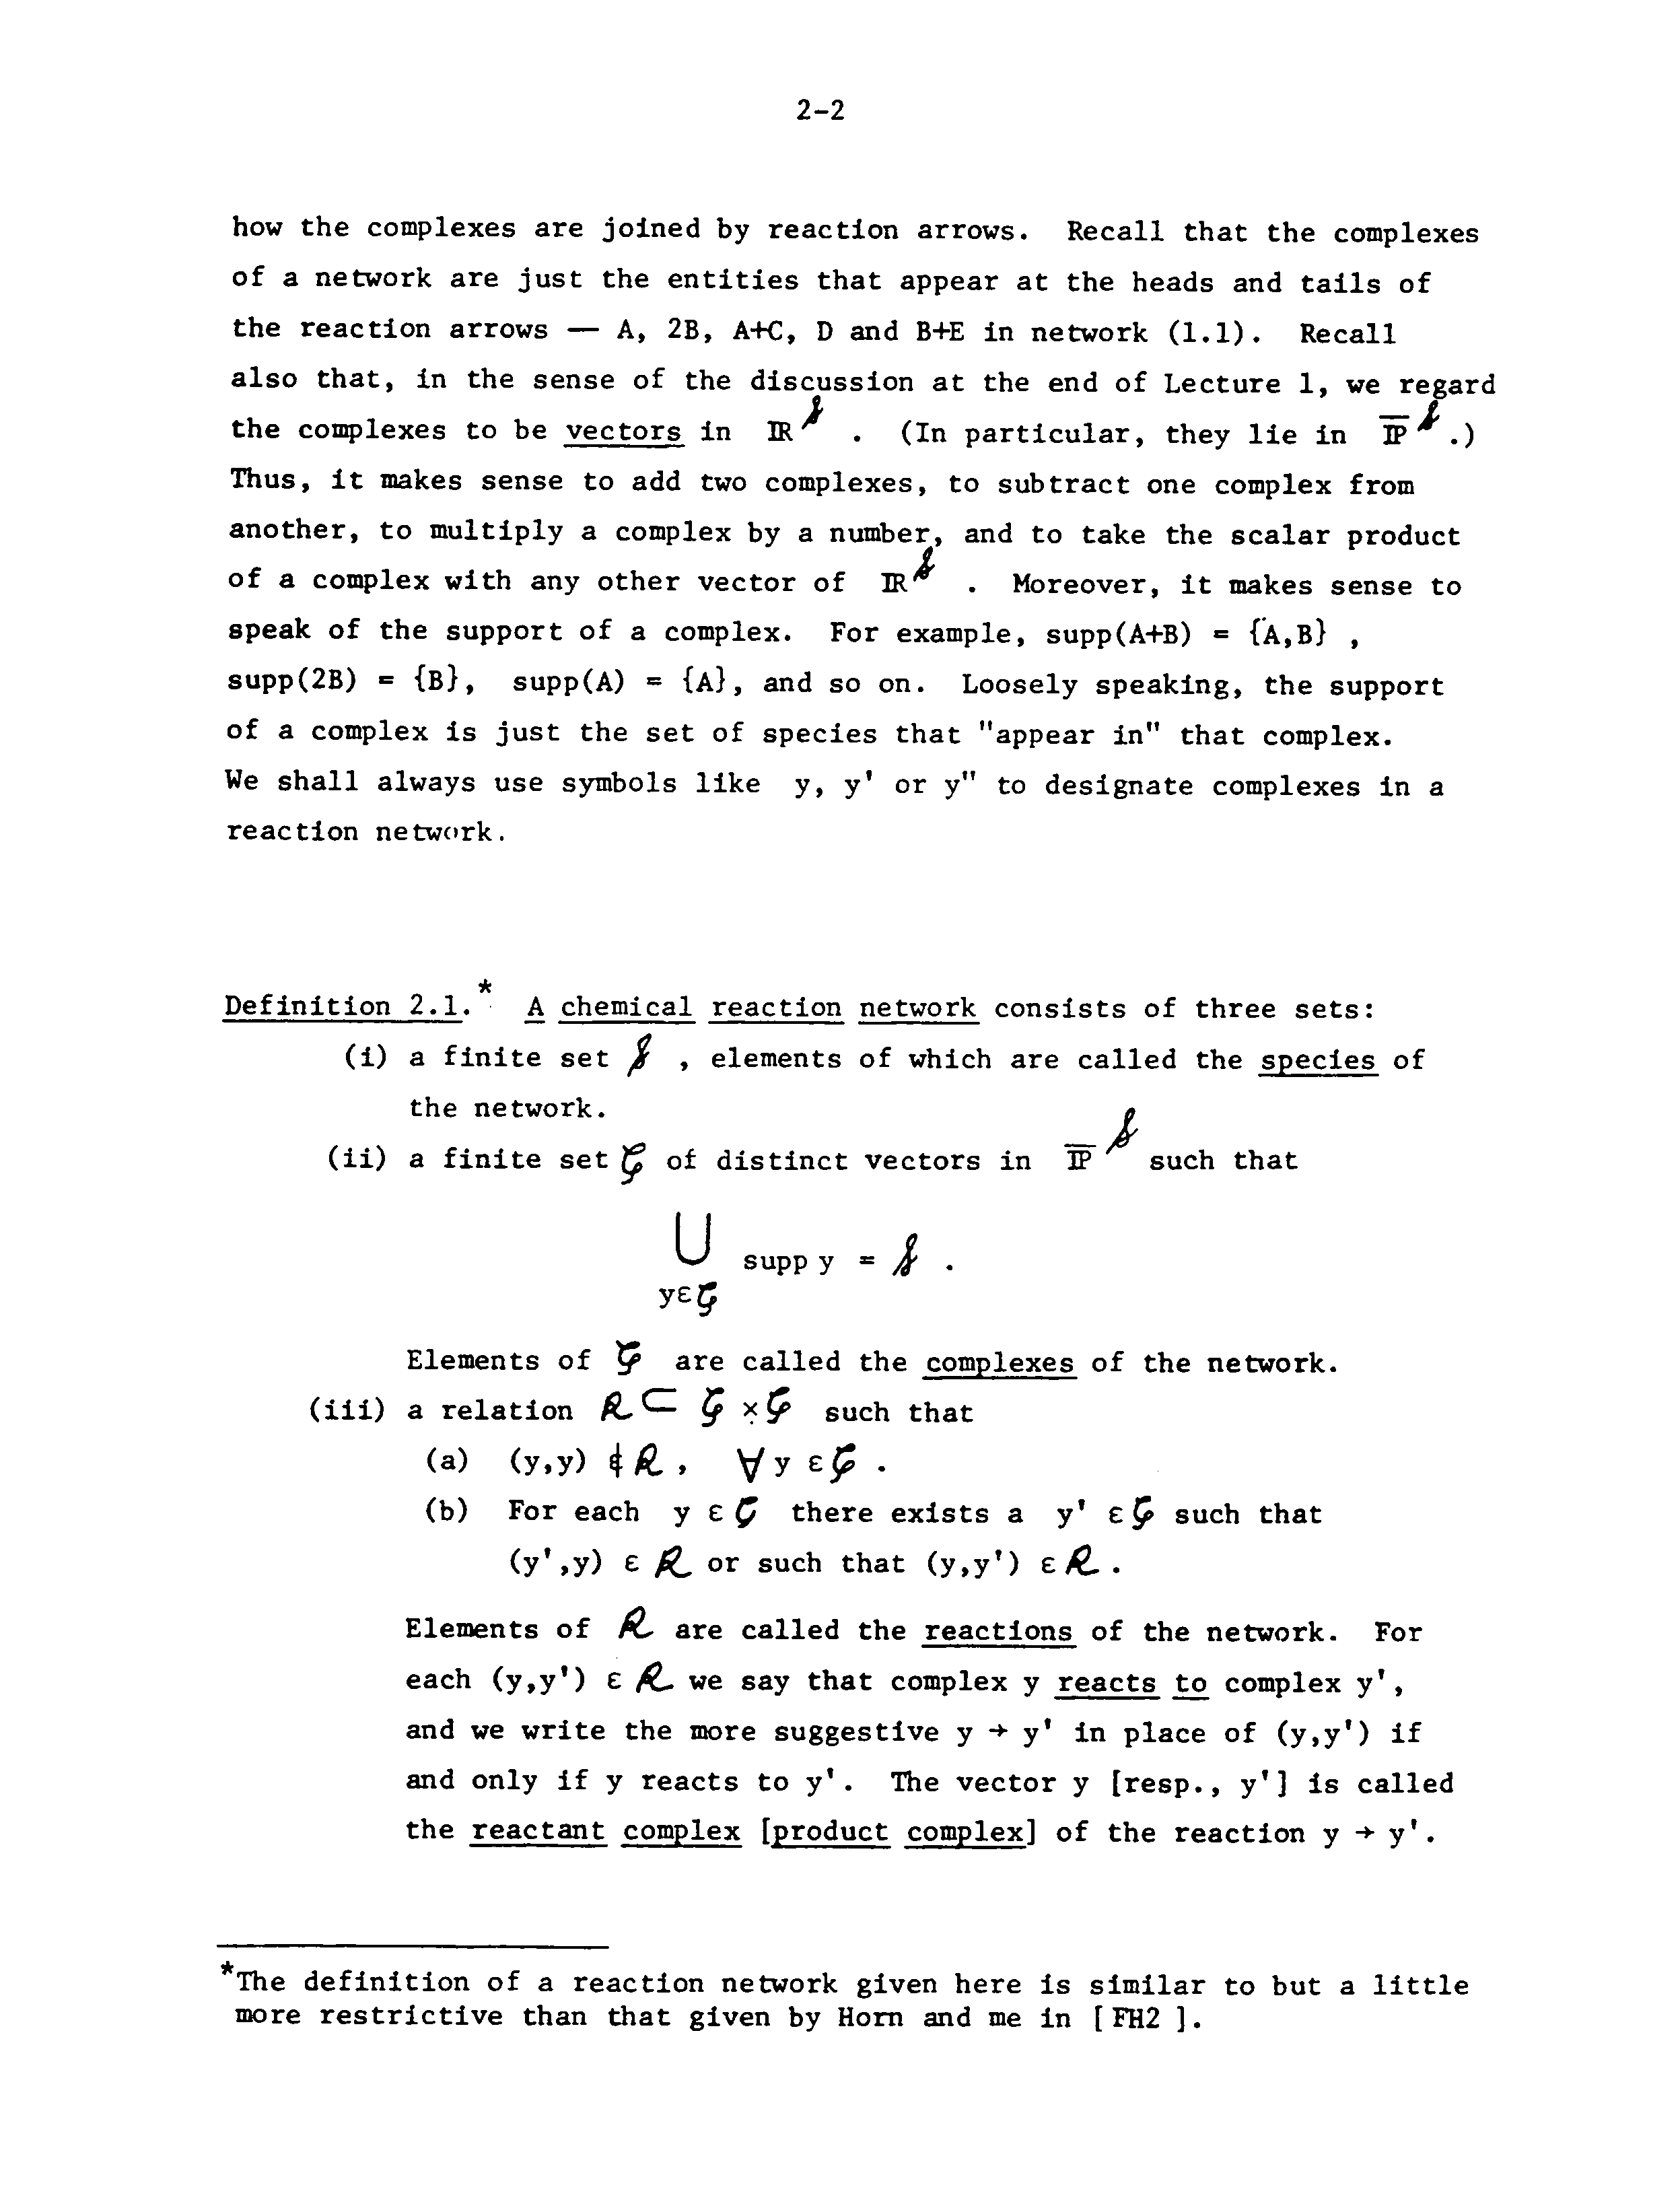 2-2
how the complexes are joined by reaction arrows. Recall that the complexes
of a network are just the entities that appear at the heads and tails of
the reaction arrows — A, 2B, A+C, D and B+E in network (1.1). Recall
also that, in the sense of the discussion at the end of Lecture 1, we regard
the complexes to be vectors in ℝ^𝒮 . (In particular, they lie in ℙ̅^𝒮 .)
Thus, it makes sense to add two complexes, to subtract one complex from
another, to multiply a complex by a number, and to take the scalar product
of a complex with any other vector of ℝ^𝒮 . Moreover, it makes sense to
speak of the support of a complex. For example, supp(A+B) = {A,B} ,
supp(2B) = {B}, supp(A) = {A}, and so on. Loosely speaking, the support
of a complex is just the set of species that "appear in" that complex.
We shall always use symbols like y, y' or y" to designate complexes in a
reaction network.
Definition 2.1.* A chemical reaction network consists of three sets:
(i) a finite set 𝒮 , elements of which are called the species of
the network.
(ii) a finite set 𝒞 of distinct vectors in ℙ̅^𝒮 such that
⋃ supp y = 𝒮 .
yε𝒞
Elements of 𝒞 are called the complexes of the network.
(iii) a relation ℛ ⊂ 𝒞 × 𝒞 such that
(a) (y,y) ∉ ℛ , ∀ y ε 𝒞 .
(b) For each y ε 𝒞 there exists a y' ε 𝒞 such that
(y',y) ε ℛ or such that (y,y') ε ℛ .
Elements of ℛ are called the reactions of the network. For
each (y,y') ε ℛ we say that complex y reacts to complex y',
and we write the more suggestive y → y' in place of (y,y') if
and only if y reacts to y'. The vector y [resp., y'] is called
the reactant complex [product complex] of the reaction y → y'.
*The definition of a reaction network given here is similar to but a little
more restrictive than that given by Horn and me in [ FH2 ].